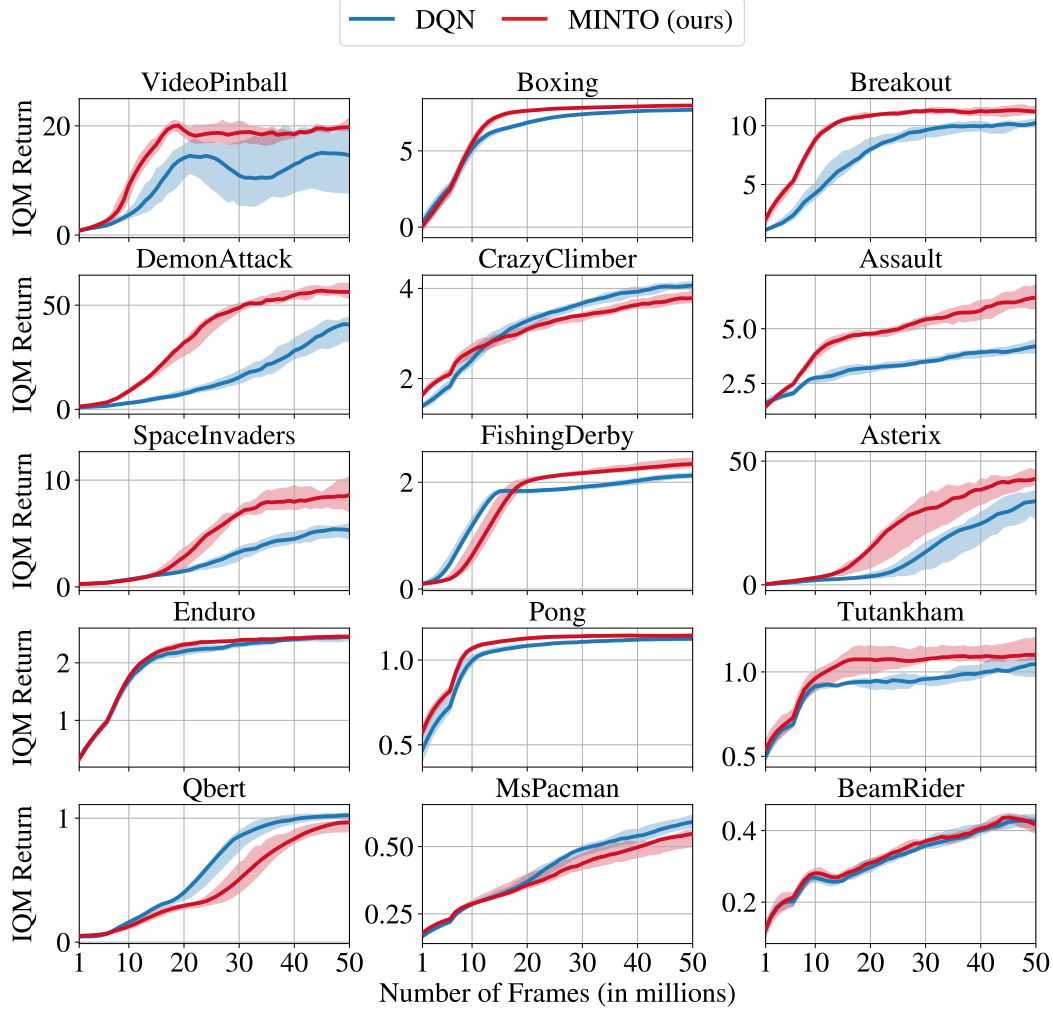 DQN MINTO (ours)
VideoPinball Boxing Breakout
IQM Return
20
0
5
0
10
5
DemonAttack CrazyClimber Assault
IQM Return
50
0
4
2
5.0
2.5
SpaceInvaders FishingDerby Asterix
IQM Return
10
0
2
0
50
0
Enduro Pong Tutankham
IQM Return
2
1
1.0
0.5
1.0
0.5
Qbert MsPacman BeamRider
IQM Return
1
0
0.50
0.25
0.4
0.2
1 10 20 30 40 50 1 10 20 30 40 50 1 10 20 30 40 50
Number of Frames (in millions)